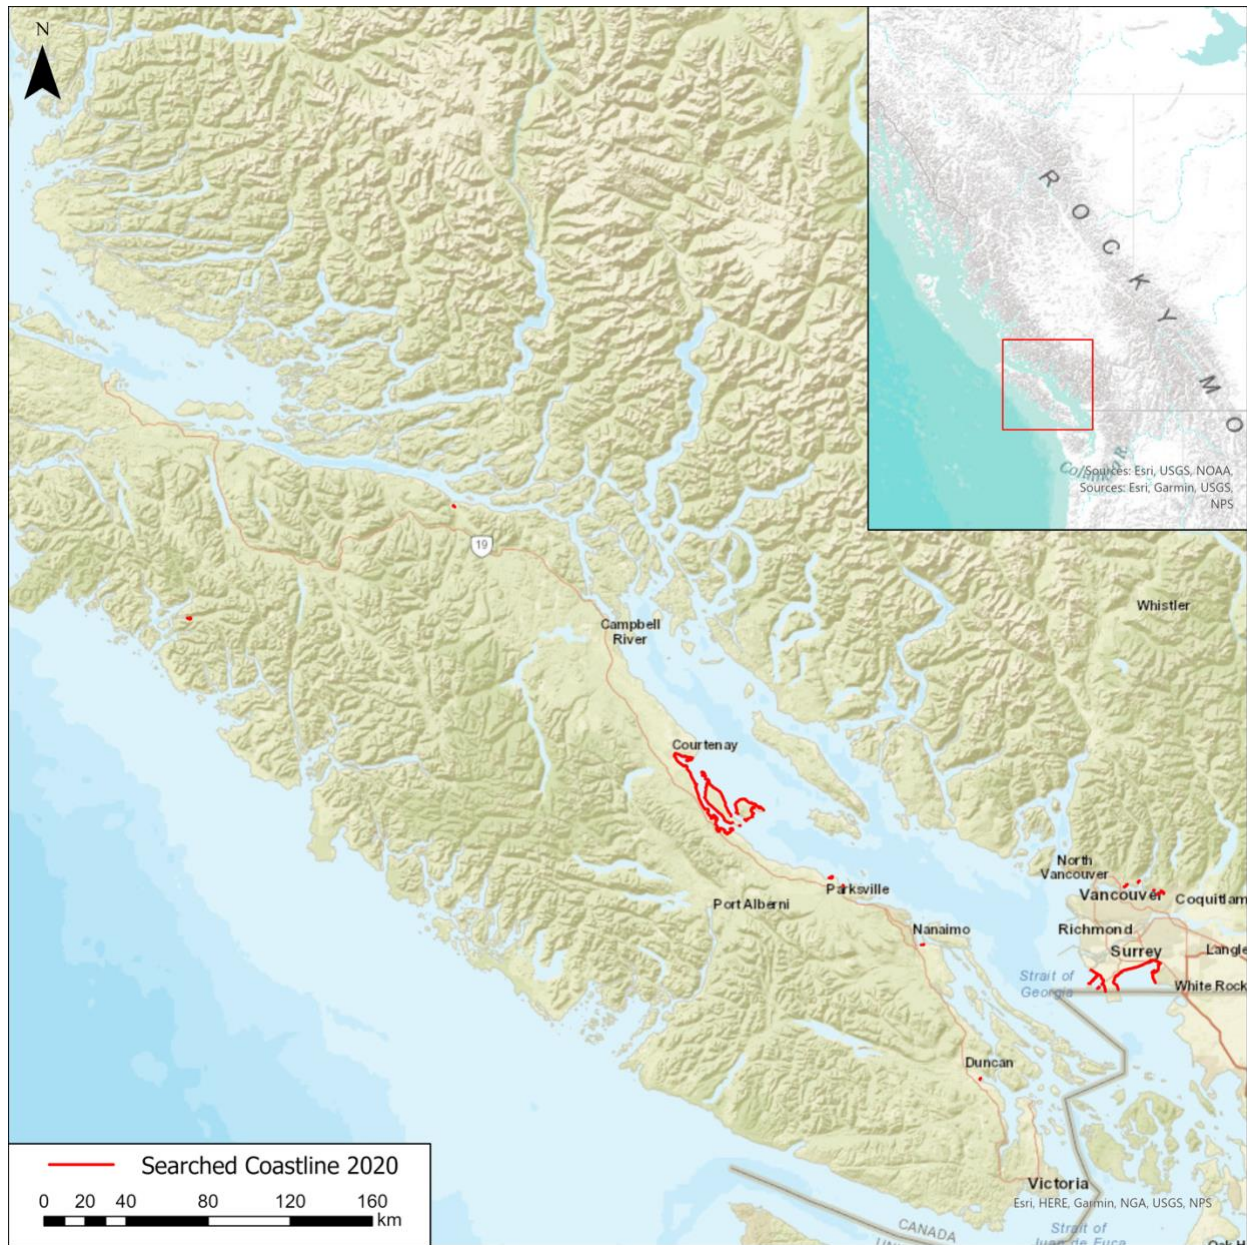 N
ROCKY MO
Sources: Esri, USGS, NOAA,
Sources: Esri, Garmin, USGS,
NPS
19
Whistler
Campbell
River
Courtenay
North
Vancouver
Vancouver
Coquitlam
Parksville
Port Alberni
Richmond
Nanaimo
Surrey
Langle
Strait of
Georgia
White Rock
Duncan
Victoria
Esri, HERE, Garmin, NGA, USGS, NPS
CANADA
Strait of
Juan de Fuca
Searched Coastline 2020
0 20 40 80 120 160
km